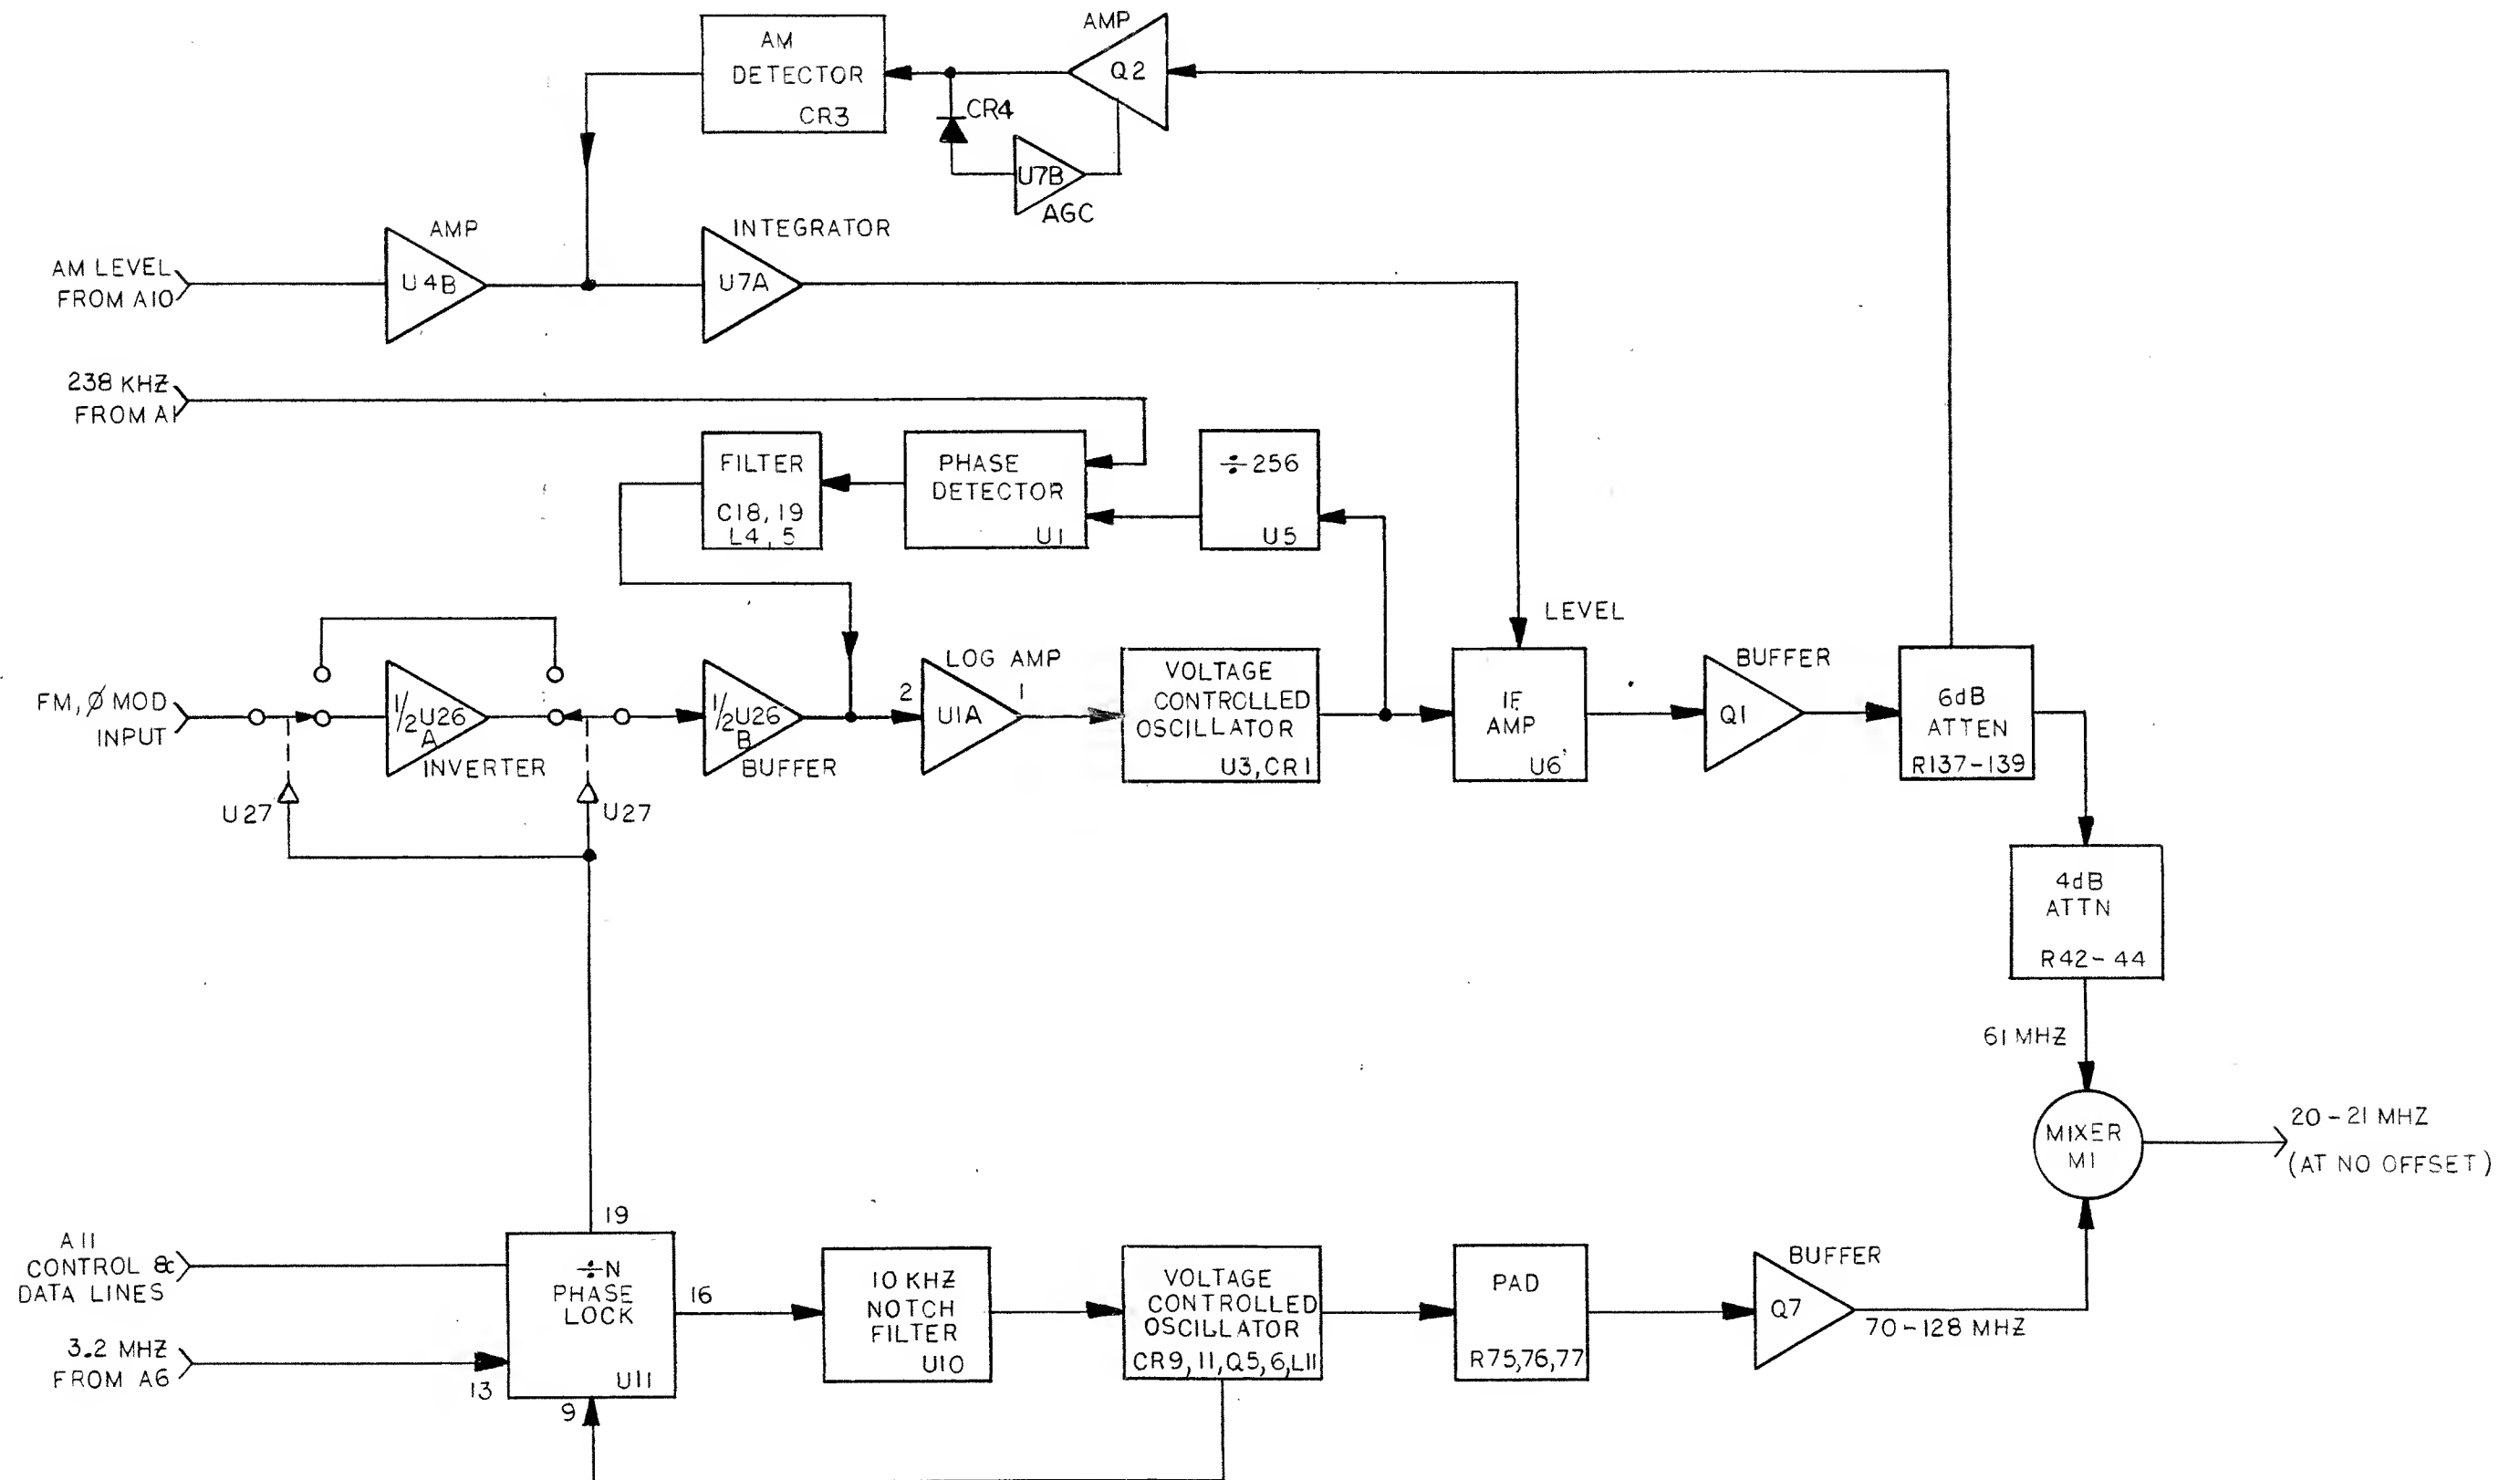 AMP
AM
DETECTOR
CR3
Q2
CR4
U7B
AGC
AMP
INTEGRATOR
AM LEVEL
FROM A10
U4B
U7A
238 KHZ
FROM A1
FILTER
C18, 19
L4, 5
PHASE
DETECTOR
U1
÷256
U5
LEVEL
FM, Ø MOD
INPUT
1/2 U26
A
INVERTER
1/2 U26
B
BUFFER
LOG AMP
2
1
U1A
VOLTAGE
CONTROLLED
OSCILLATOR
U3, CR1
IF
AMP
U6
BUFFER
Q1
6dB
ATTEN
R137-139
U27
U27
4dB
ATTN
R42-44
61 MHZ
MIXER
M1
20-21 MHZ
(AT NO OFFSET)
19
A11
CONTROL &
DATA LINES
÷N
PHASE
LOCK
U11
16
3.2 MHZ
FROM A6
13
9
10 KHZ
NOTCH
FILTER
U10
VOLTAGE
CONTROLLED
OSCILLATOR
CR9, 11, Q5, 6, L11
PAD
R75, 76, 77
BUFFER
Q7
70-128 MHZ